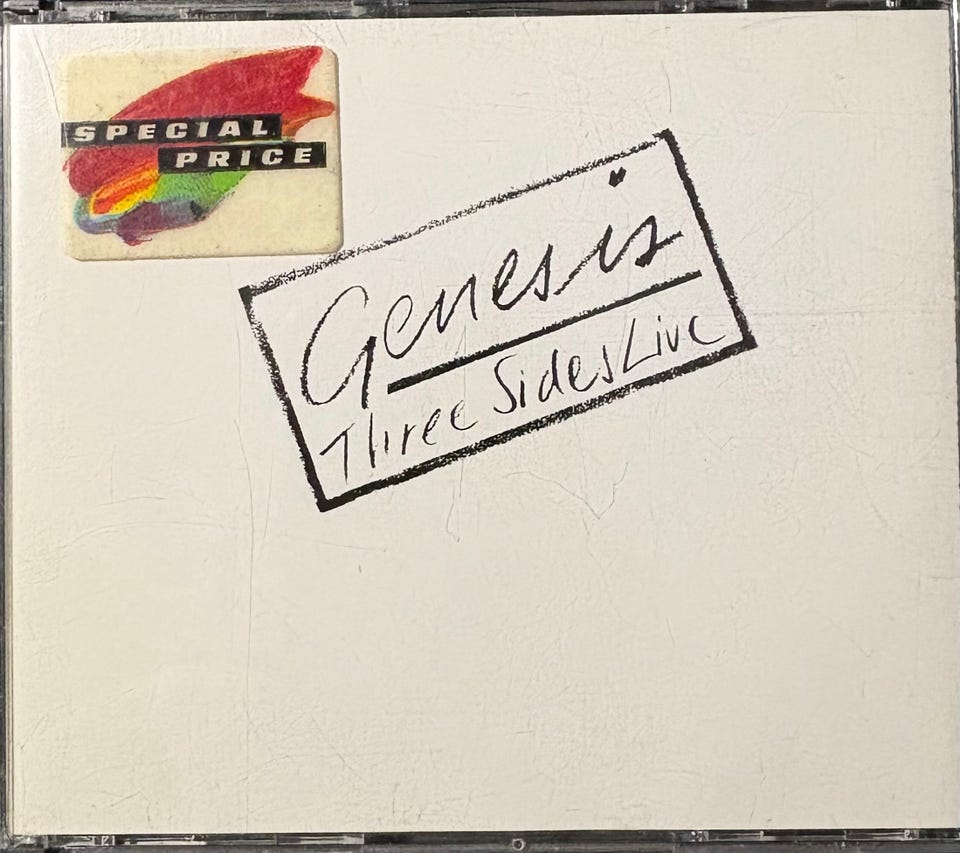 SPECIAL
PRICE
Genesis
Three Sides Live